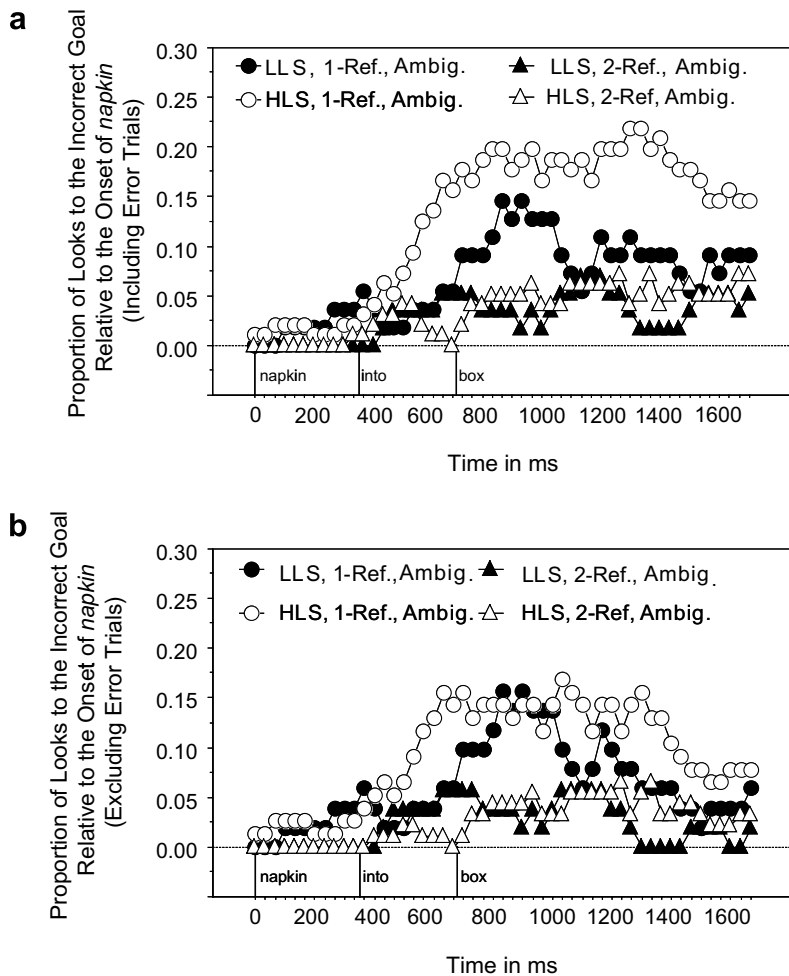 a
Proportion of Looks to the Incorrect Goal
Relative to the Onset of napkin
(Including Error Trials)
0.30
0.25
0.20
0.15
0.10
0.05
0.00
LLS, 1-Ref., Ambig. LLS, 2-Ref., Ambig.
HLS, 1-Ref., Ambig. HLS, 2-Ref, Ambig.
napkin into box
0 200 400 600 800 1000 1200 1400 1600
Time in ms
b
Proportion of Looks to the Incorrect Goal
Relative to the Onset of napkin
(Excluding Error Trials)
0.30
0.25
0.20
0.15
0.10
0.05
0.00
LLS, 1-Ref., Ambig. LLS, 2-Ref., Ambig.
HLS, 1-Ref., Ambig. HLS, 2-Ref, Ambig.
napkin into box
0 200 400 600 800 1000 1200 1400 1600
Time in ms